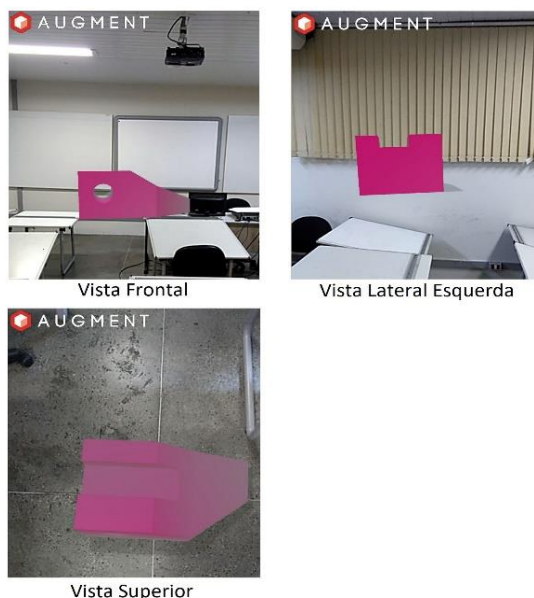 AUGMENT
AUGMENT
Vista Frontal
Vista Lateral Esquerda
AUGMENT
Vista Superior